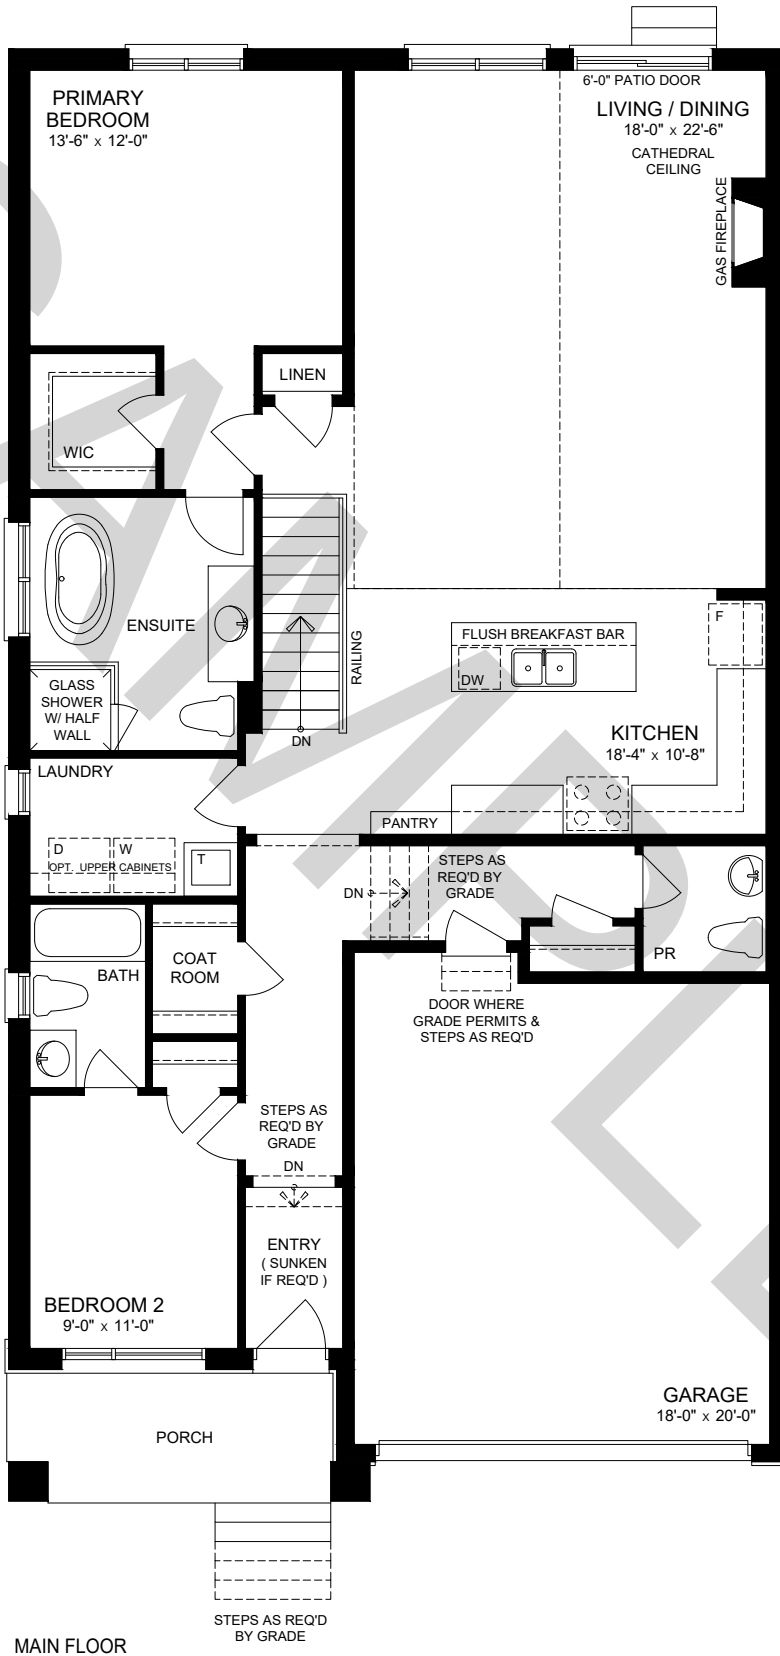 6'-0" PATIO DOOR
PRIMARY
BEDROOM
13'-6" x 12'-0"
LIVING / DINING
18'-0" x 22'-6"
CATHEDRAL
CEILING
GAS FIREPLACE
LINEN
WIC
ENSUITE
GLASS
SHOWER
W/ HALF
WALL
RAILING
DN
FLUSH BREAKFAST BAR
DW
F
KITCHEN
18'-4" x 10'-8"
PANTRY
LAUNDRY
D
W
OPT. UPPER CABINETS
T
STEPS AS
REQ'D BY
GRADE
DN
PR
BATH
COAT
ROOM
DOOR WHERE
GRADE PERMITS &
STEPS AS REQ'D
STEPS AS
REQ'D BY
GRADE
DN
ENTRY
( SUNKEN
IF REQ'D )
BEDROOM 2
9'-0" x 11'-0"
GARAGE
18'-0" x 20'-0"
PORCH
STEPS AS REQ'D
BY GRADE
MAIN FLOOR